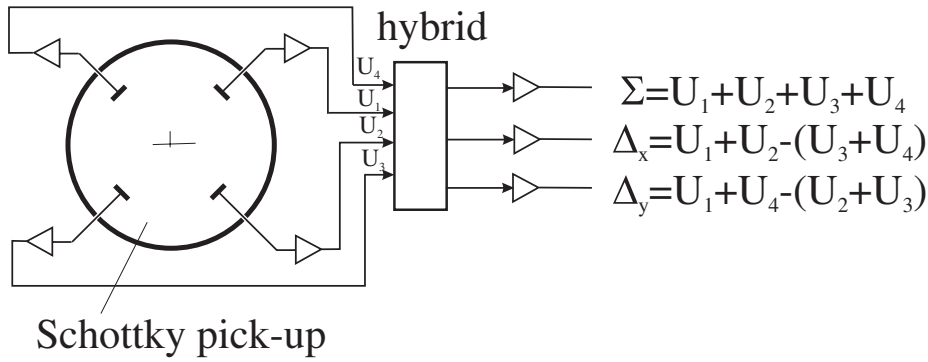 hybrid
U₄
U₁
U₂
U₃
Σ=U₁+U₂+U₃+U₄
Δₓ=U₁+U₂-(U₃+U₄)
Δᵧ=U₁+U₄-(U₂+U₃)
Schottky pick-up